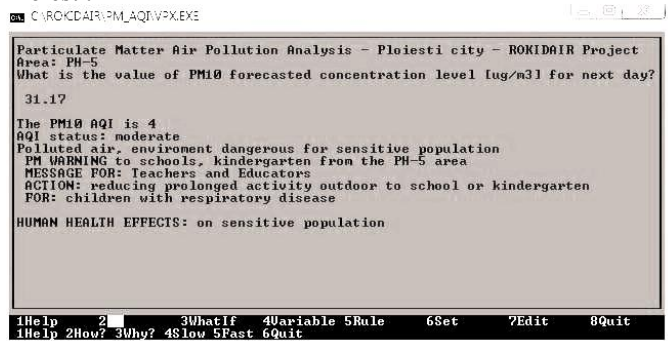 C:\ROKIDAIR\PM_AQI\VPX.EXE
Particulate Matter Air Pollution Analysis - Ploiesti city - ROKIDAIR Project
Area: PH-5
What is the value of PM10 forecasted concentration level [ug/m3] for next day?
31.17
The PM10 AQI is 4
AQI status: moderate
Polluted air, enviroment dangerous for sensitive population
PM WARNING to schools, kindergarten from the PH-5 area
MESSAGE FOR: Teachers and Educators
ACTION: reducing prolonged activity outdoor to school or kindergarten
FOR: children with respiratory disease
HUMAN HEALTH EFFECTS: on sensitive population
1Help 2 3WhatIf 4Variable 5Rule 6Set 7Edit 8Quit
1Help 2How? 3Why? 4Slow 5Fast 6Quit